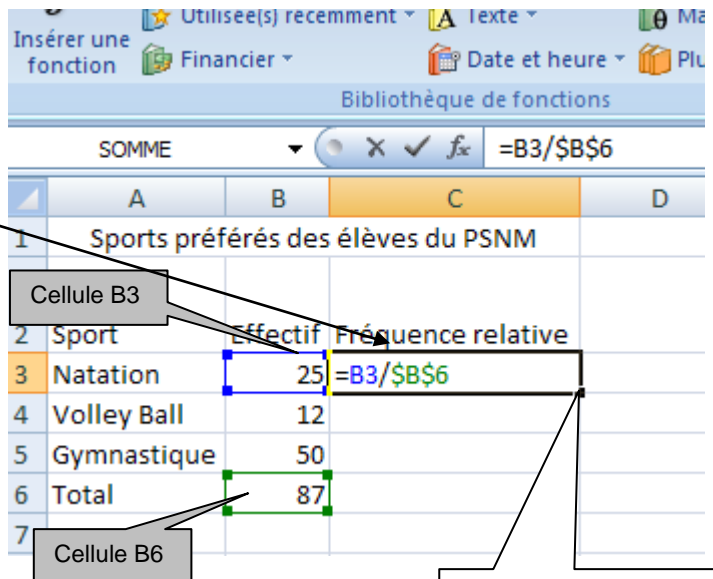 Utilisée(s) récemment Texte
Insérer une
fonction Financier Date et heure
Bibliothèque de fonctions
SOMME fx =B3/$B$6
A B C D
1 Sports préférés des élèves du PSNM
Cellule B3
2 Sport Effectif Fréquence relative
3 Natation 25 =B3/$B$6
4 Volley Ball 12
5 Gymnastique 50
6 Total 87
7
Cellule B6